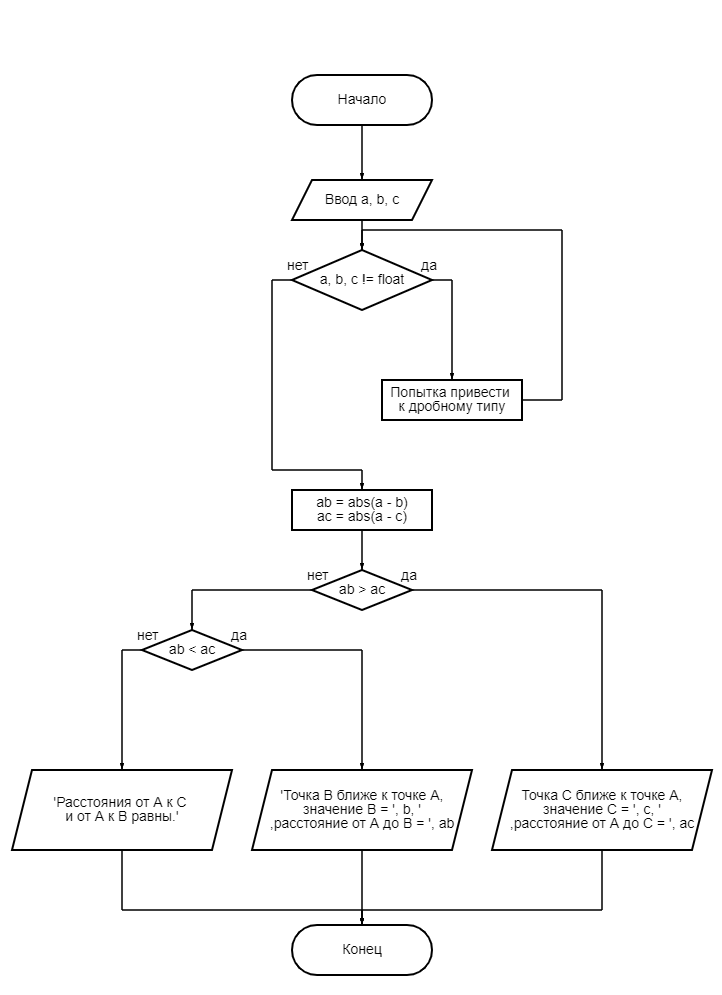 Начало
Ввод a, b, c
нет
да
a, b, c != float
Попытка привести
к дробному типу
ab = abs(a - b)
ac = abs(a - c)
нет
да
ab > ac
нет
да
ab < ac
'Расстояния от А к С
и от А к В равны.'
'Точка В ближе к точке А,
значение В = ', b, '
,расстояние от А до В = ', ab
Точка С ближе к точке А,
значение С = ', c, '
,расстояние от А до С = ', ac
Конец